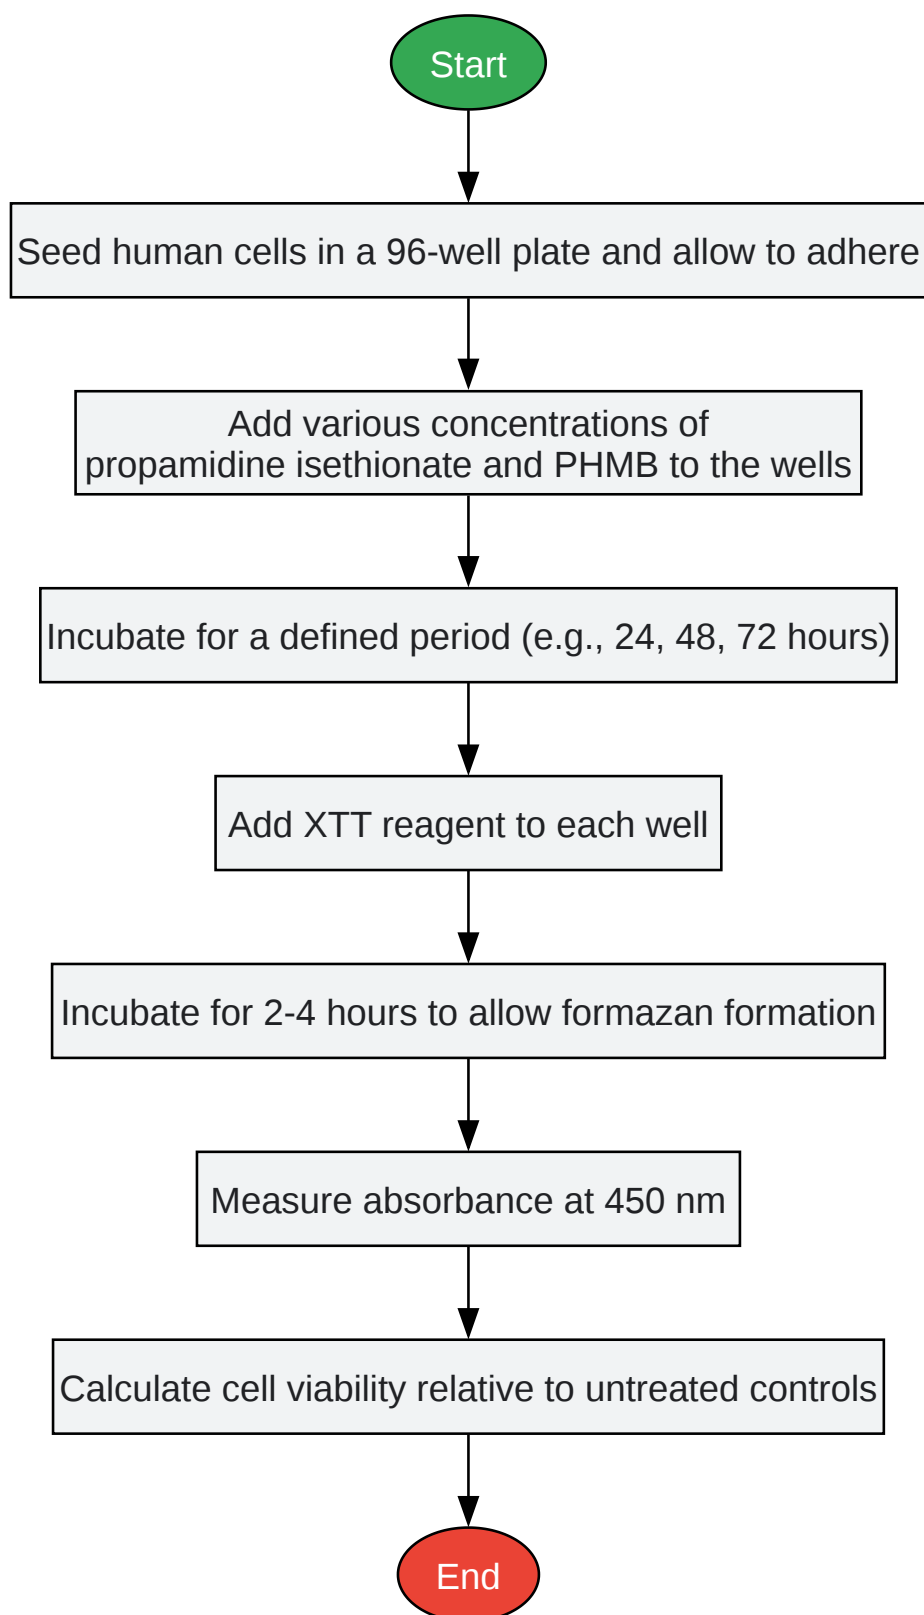 Start
Seed human cells in a 96-well plate and allow to adhere
Add various concentrations of
propamidine isethionate and PHMB to the wells
Incubate for a defined period (e.g., 24, 48, 72 hours)
Add XTT reagent to each well
Incubate for 2-4 hours to allow formazan formation
Measure absorbance at 450 nm
Calculate cell viability relative to untreated controls
End